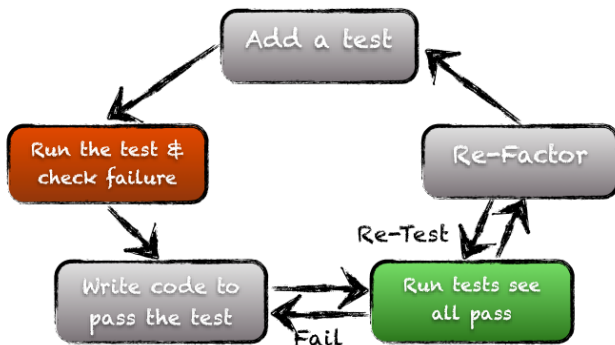 Add a test
Run the test &
check failure
Re-Factor
Re-Test
Write code to
pass the test
Run tests see
all pass
Fail